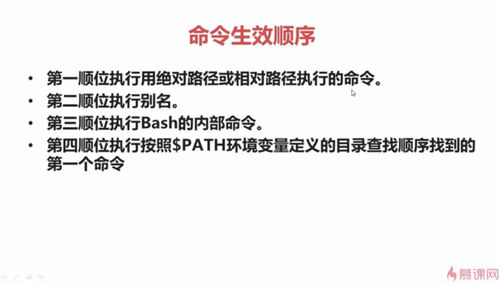 命令生效顺序
• 第一顺位执行用绝对路径或相对路径执行的命令。
• 第二顺位执行别名。
• 第三顺位执行Bash的内部命令。
• 第四顺位执行按照$PATH环境变量定义的目录查找顺序找到的
第一个命令
慕课网